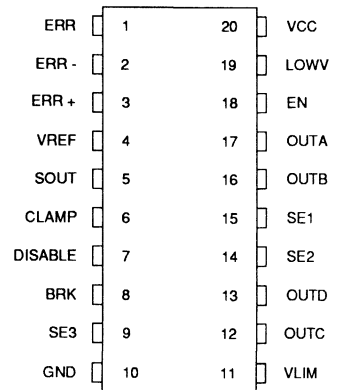 ERR 1 20 VCC
ERR - 2 19 LOWV
ERR + 3 18 EN
VREF 4 17 OUTA
SOUT 5 16 OUTB
CLAMP 6 15 SE1
DISABLE 7 14 SE2
BRK 8 13 OUTD
SE3 9 12 OUTC
GND 10 11 VLIM